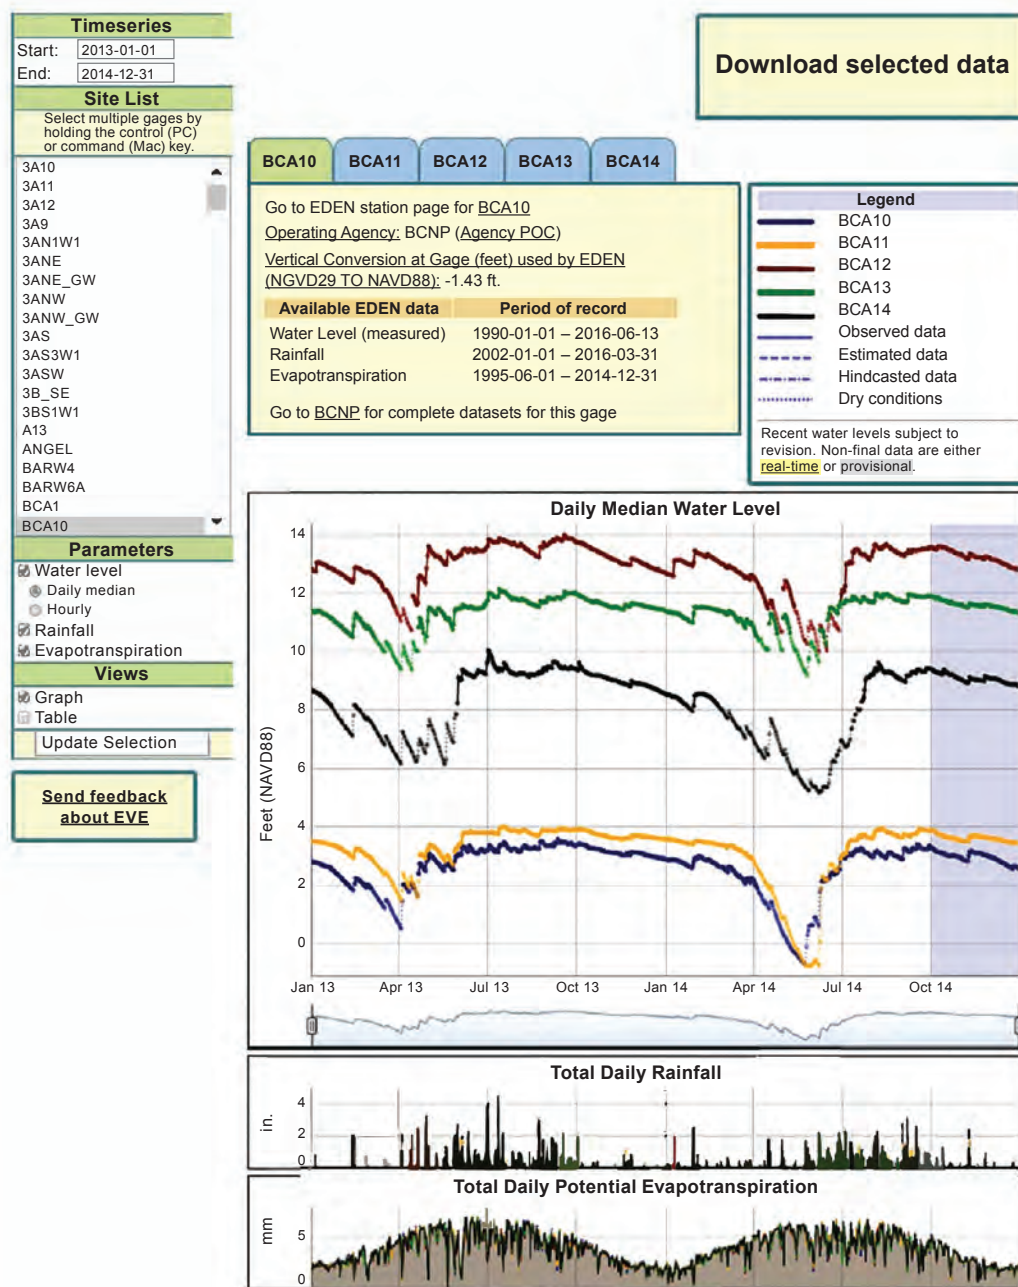 Timeseries
Start: 2013-01-01
End: 2014-12-31
Site List
Select multiple gages by
holding the control (PC)
or command (Mac) key.
3A10
3A11
3A12
3A9
3AN1W1
3ANE
3ANE_GW
3ANW
3ANW_GW
3AS
3AS3W1
3ASW
3B_SE
3BS1W1
A13
ANGEL
BARW4
BARW6A
BCA1
BCA10
Parameters
Water level
Daily median
Hourly
Rainfall
Evapotranspiration
Views
Graph
Table
Update Selection
Send feedback
about EVE
Download selected data
BCA10 BCA11 BCA12 BCA13 BCA14
Go to EDEN station page for BCA10
Operating Agency: BCNP (Agency POC)
Vertical Conversion at Gage (feet) used by EDEN
(NGVD29 TO NAVD88): -1.43 ft.
Available EDEN data Period of record
Water Level (measured) 1990-01-01 – 2016-06-13
Rainfall 2002-01-01 – 2016-03-31
Evapotranspiration 1995-06-01 – 2014-12-31
Go to BCNP for complete datasets for this gage
Legend
BCA10
BCA11
BCA12
BCA13
BCA14
Observed data
Estimated data
Hindcasted data
Dry conditions
Recent water levels subject to
revision. Non-final data are either
real-time or provisional.
Daily Median Water Level
Feet (NAVD88)
14
12
10
8
6
4
2
0
Jan 13 Apr 13 Jul 13 Oct 13 Jan 14 Apr 14 Jul 14 Oct 14
Total Daily Rainfall
in.
4
2
0
Total Daily Potential Evapotranspiration
mm
5
0